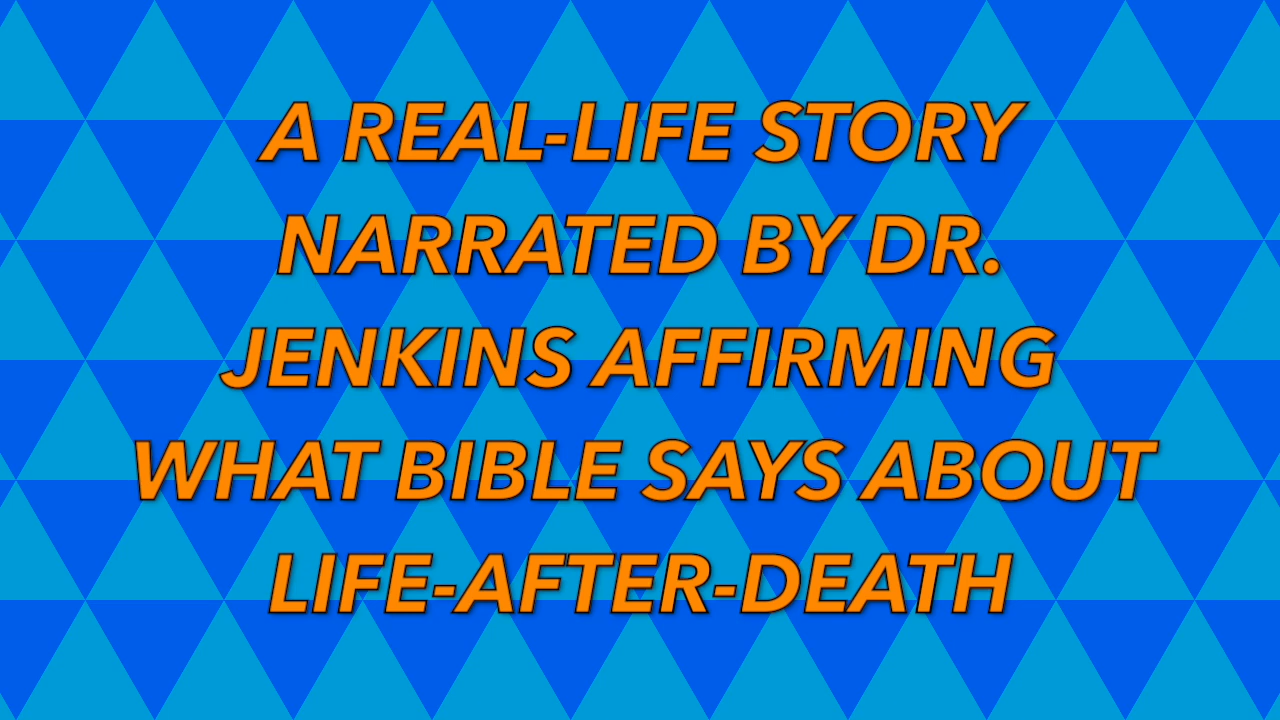 A REAL-LIFE STORY
NARRATED BY DR.
JENKINS AFFIRMING
WHAT BIBLE SAYS ABOUT
LIFE-AFTER-DEATH